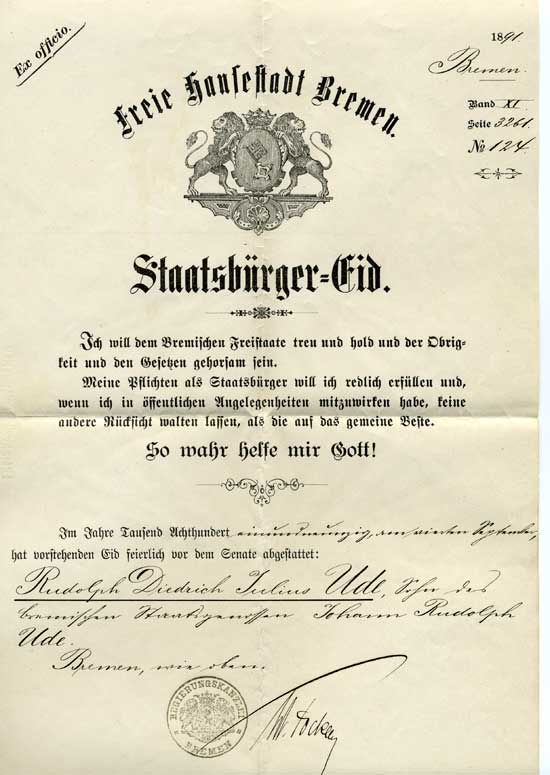 Ex officio.
1891.
Bremen.
Band XI
Seite 3261.
No 124.
Freie Hansestadt Bremen.
Staatsbürger=Eid.
Ich will dem Bremischen Freistaate treu und hold und der Obrig-
keit und den Gesetzen gehorsam sein.
Meine Pflichten als Staatsbürger will ich redlich erfüllen und,
wenn ich in öffentlichen Angelegenheiten mitzuwirken habe, keine
andere Rücksicht walten lassen, als die auf das gemeine Beste.
So wahr helfe mir Gott!
Im Jahre Tausend Achthundert einundneunzig, am vierten September,
hat vorstehenden Eid feierlich vor dem Senate abgestattet:
Rudolph Diedrich Julius Ude, Sohn des
bremischen Staatsgenossen Johann Rudolph
Ude.
Bremen, wie oben.
REGIERUNGSKANZLEI
BREMEN